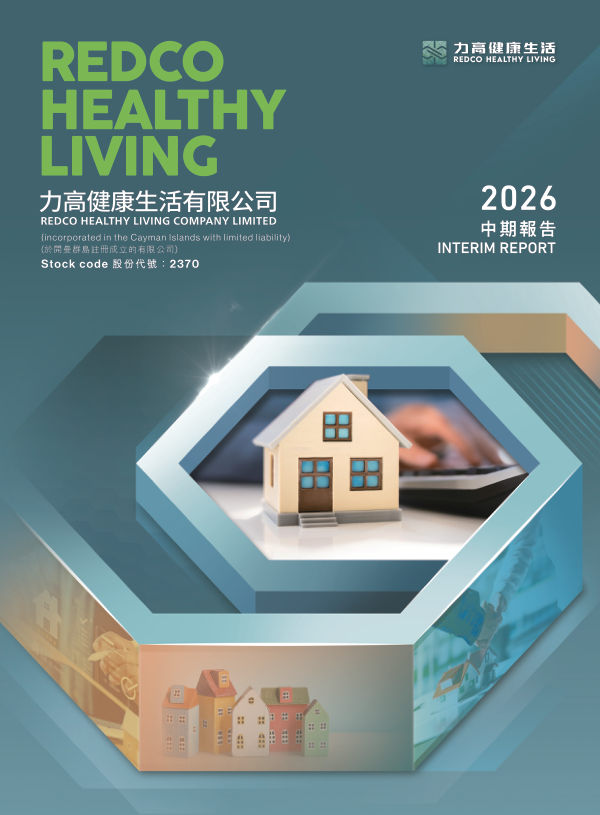 REDCO
HEALTHY
LIVING
力高健康生活有限公司
REDCO HEALTHY LIVING COMPANY LIMITED
(incorporated in the Cayman Islands with limited liability)
(於開曼群島註冊成立的有限公司)
Stock code 股份代號：2370
力高健康生活
REDCO HEALTHY LIVING
2026
中期報告
INTERIM REPORT